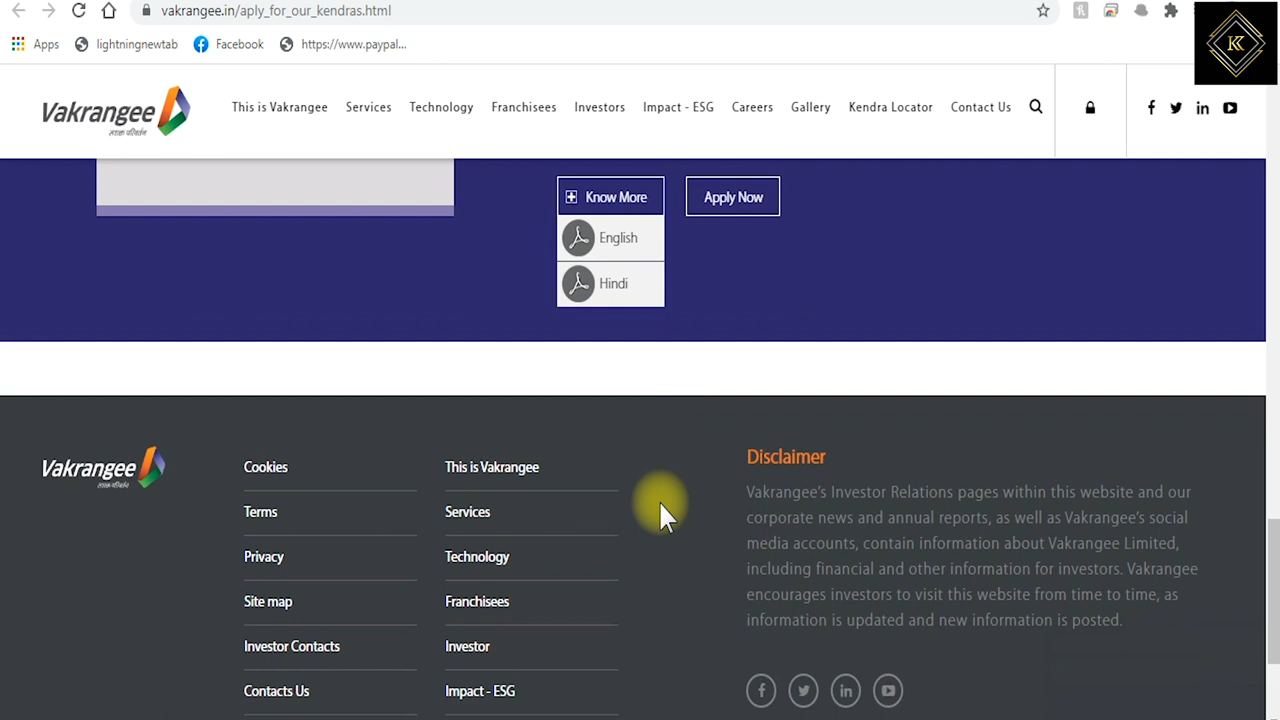 vakrangee.in/aply_for_our_kendras.html
Apps
lightningnewtab
Facebook
https://www.paypal...
K
Vakrangee
This is Vakrangee
Services
Technology
Franchisees
Investors
Impact - ESG
Careers
Gallery
Kendra Locator
Contact Us
Know More
Apply Now
English
Hindi
Vakrangee
Cookies
Terms
Privacy
Site map
Investor Contacts
Contacts Us
This is Vakrangee
Services
Technology
Franchisees
Investor
Impact - ESG
Disclaimer
Vakrangee's Investor Relations pages within this website and our
corporate news and annual reports, as well as Vakrangee's social
media accounts, contain information about Vakrangee Limited,
including financial and other information for investors. Vakrangee
encourages investors to visit this website from time to time, as
information is updated and new information is posted.